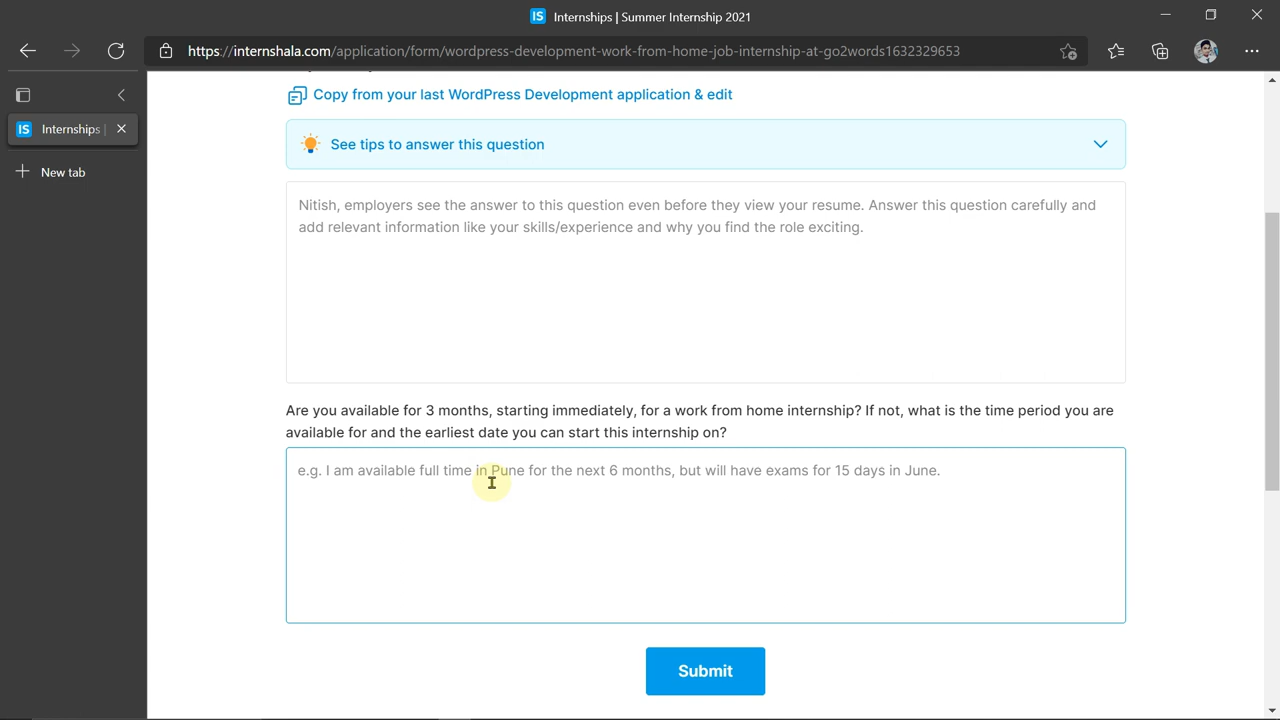 IS Internships | Summer Internship 2021
https://internshala.com/application/form/wordpress-development-work-from-home-job-internship-at-go2words1632329653
IS Internships |
New tab
Copy from your last WordPress Development application & edit
See tips to answer this question
Nitish, employers see the answer to this question even before they view your resume. Answer this question carefully and
add relevant information like your skills/experience and why you find the role exciting.
Are you available for 3 months, starting immediately, for a work from home internship? If not, what is the time period you are
available for and the earliest date you can start this internship on?
e.g. I am available full time in Pune for the next 6 months, but will have exams for 15 days in June.
Submit